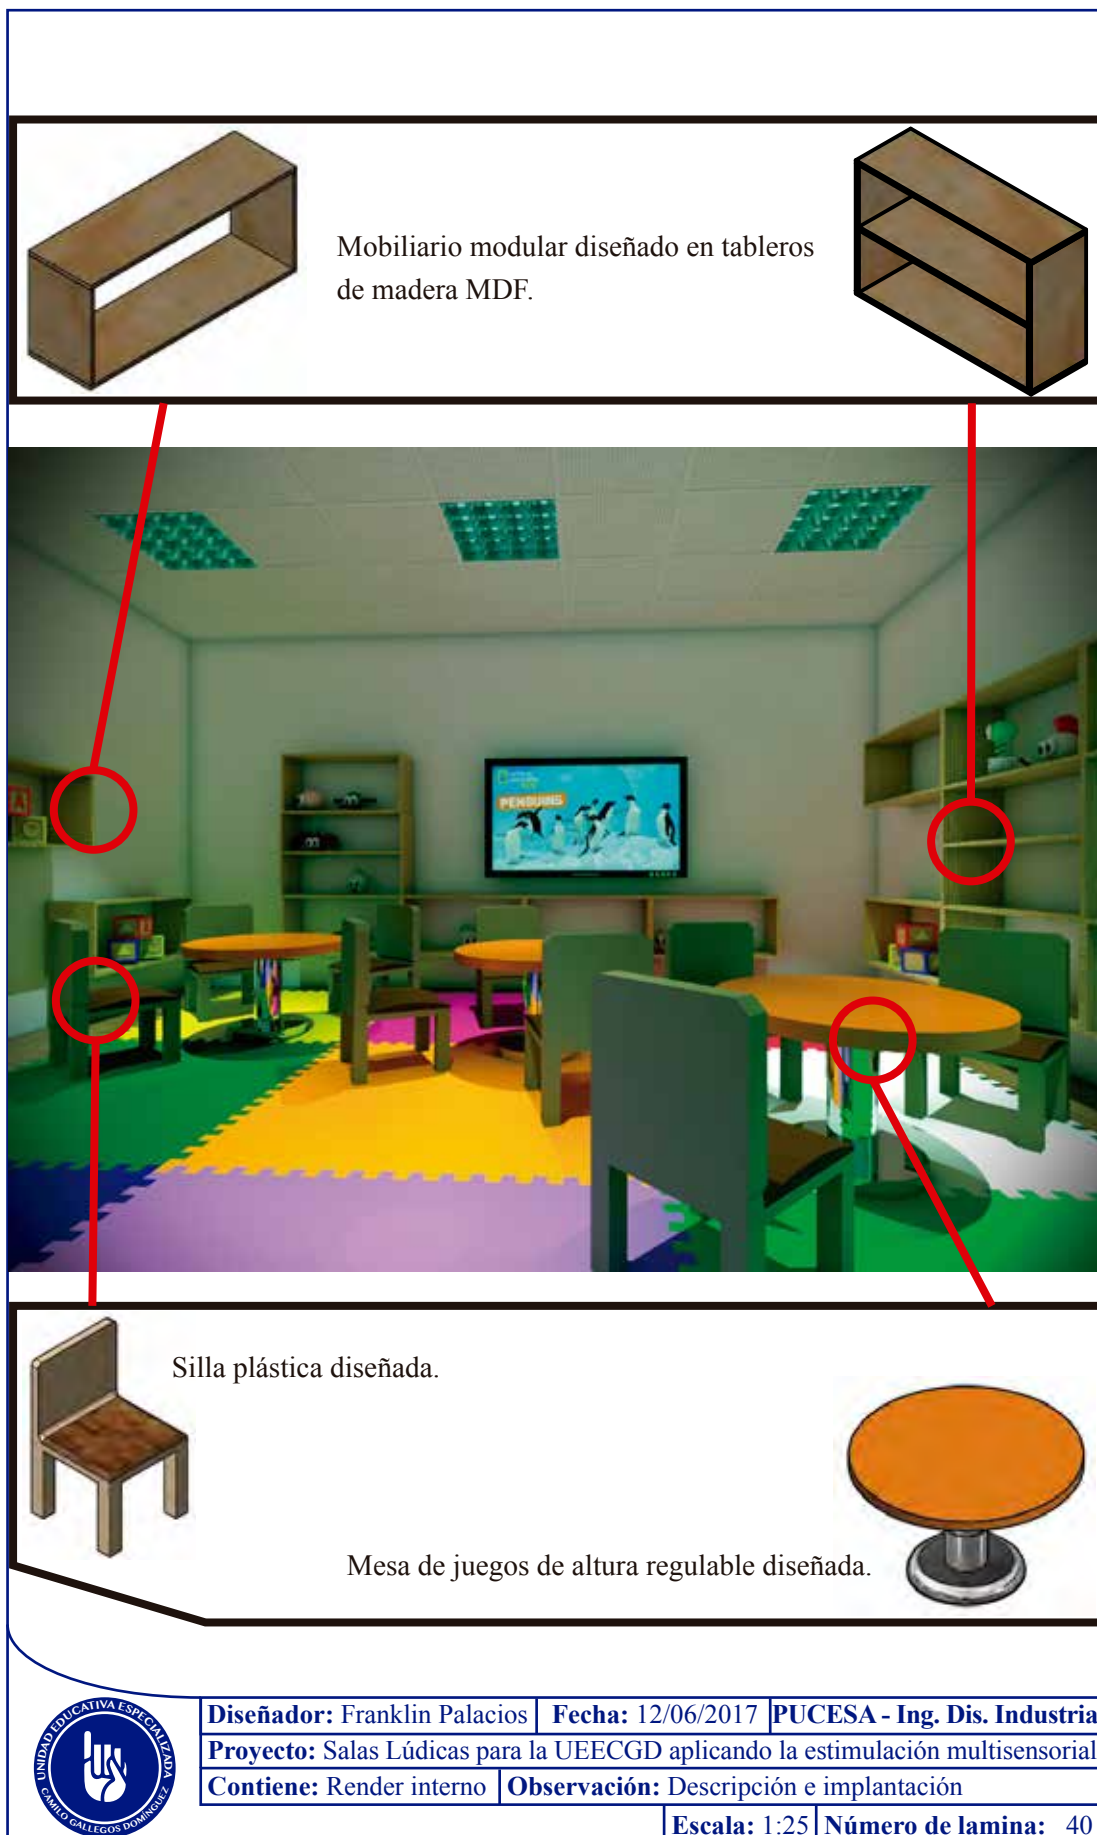 Mobiliario modular diseñado en tableros
de madera MDF.
PENGUINS
Silla plástica diseñada.
Mesa de juegos de altura regulable diseñada.
UNIDAD EDUCATIVA ESPECIALIZADA
CAMILO GALLEGOS DOMÍNGUEZ
Diseñador: Franklin Palacios Fecha: 12/06/2017 PUCESA - Ing. Dis. Industria
Proyecto: Salas Lúdicas para la UEECGD aplicando la estimulación multisensorial
Contiene: Render interno Observación: Descripción e implantación
Escala: 1:25 Número de lamina: 40